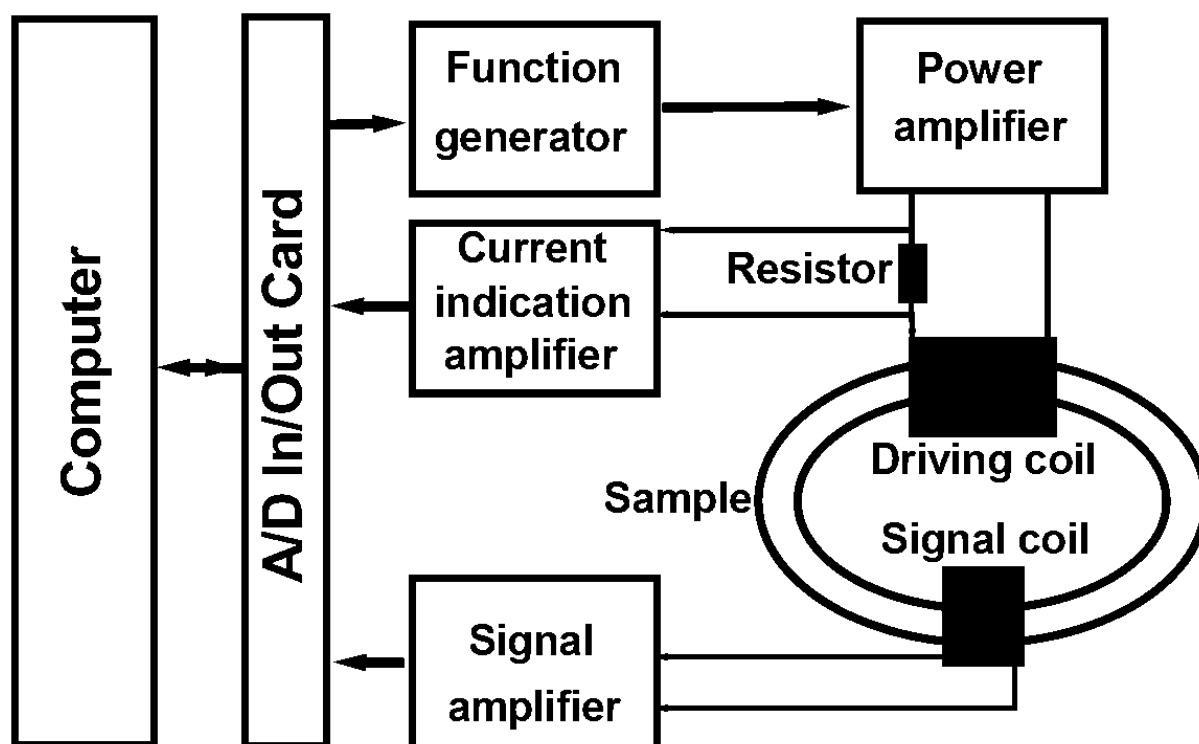 Computer
A/D In/Out Card
Function
generator
Power
amplifier
Current
indication
amplifier
Resistor
Driving coil
Sample
Signal coil
Signal
amplifier